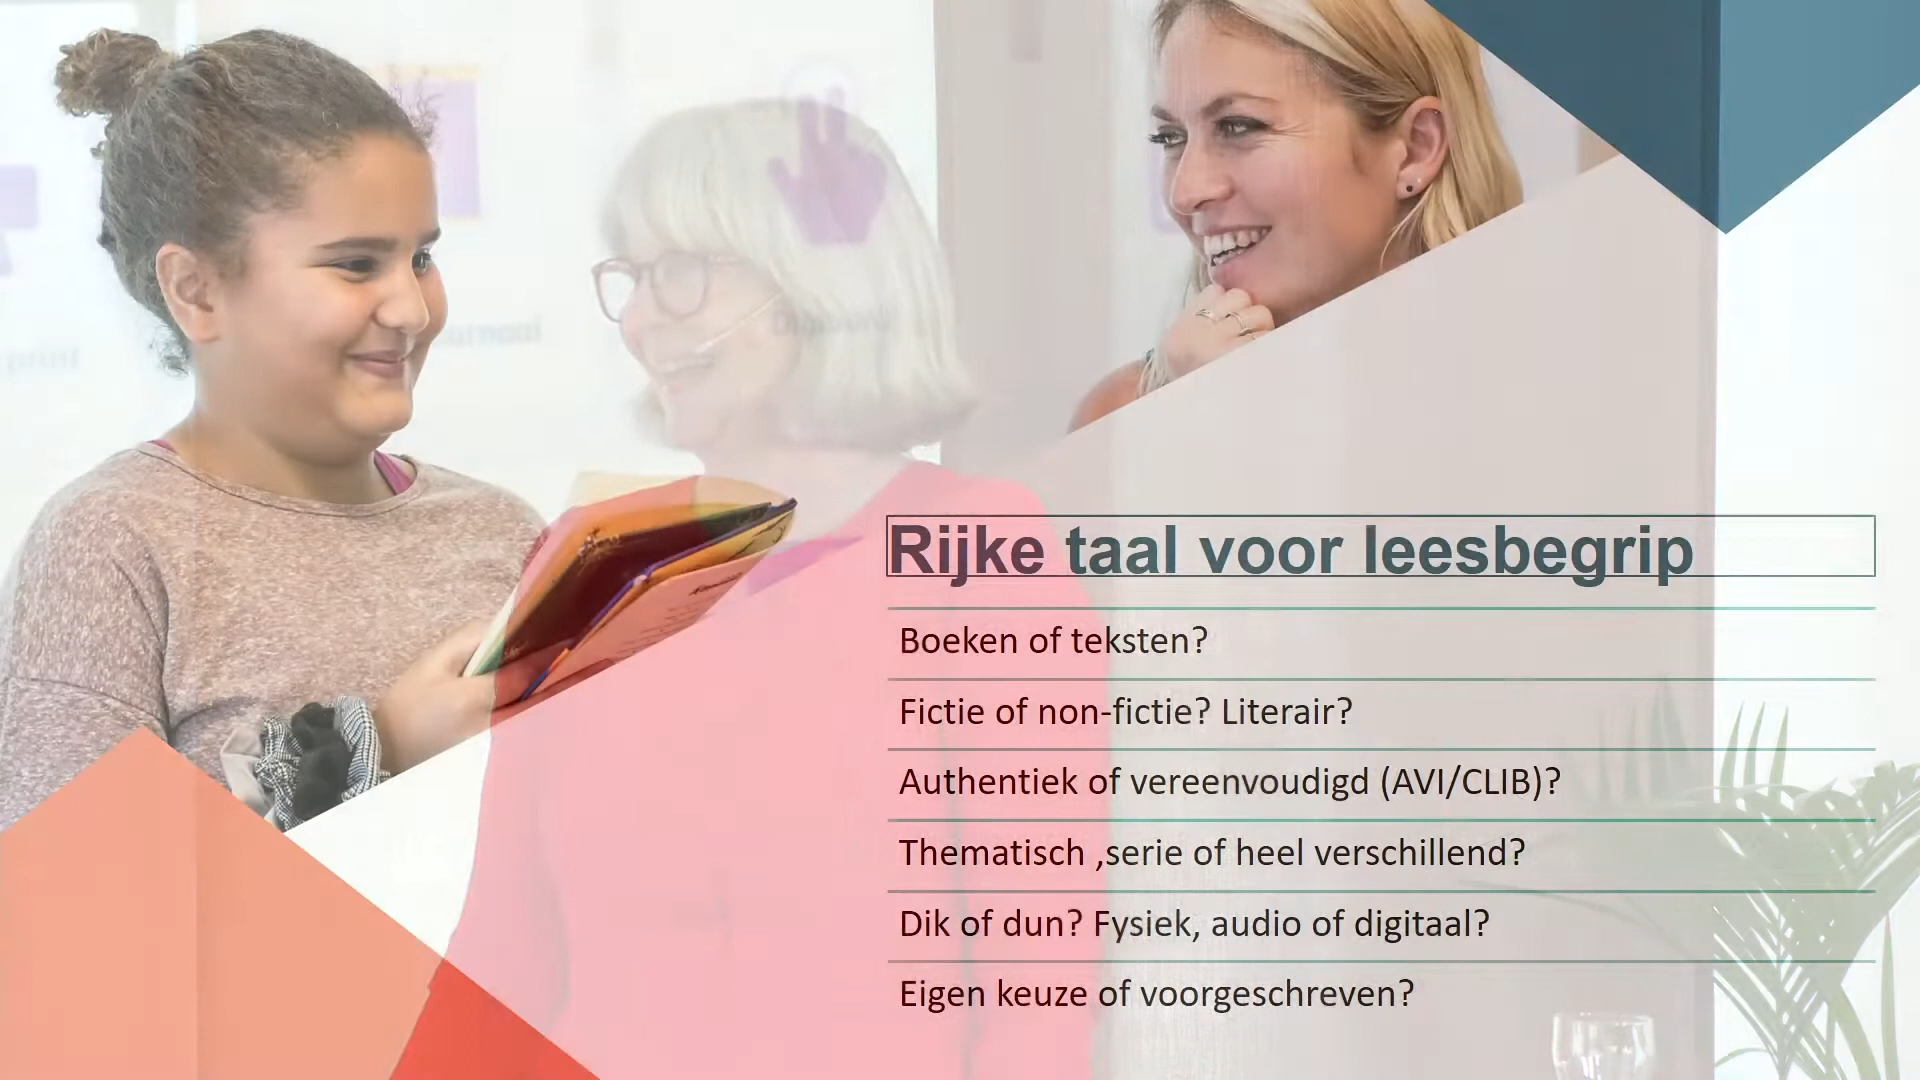 Rijke taal voor leesbegrip
Boeken of teksten?
Fictie of non-fictie? Literair?
Authentiek of vereenvoudigd (AVI/CLIB)?
Thematisch ,serie of heel verschillend?
Dik of dun? Fysiek, audio of digitaal?
Eigen keuze of voorgeschreven?
print